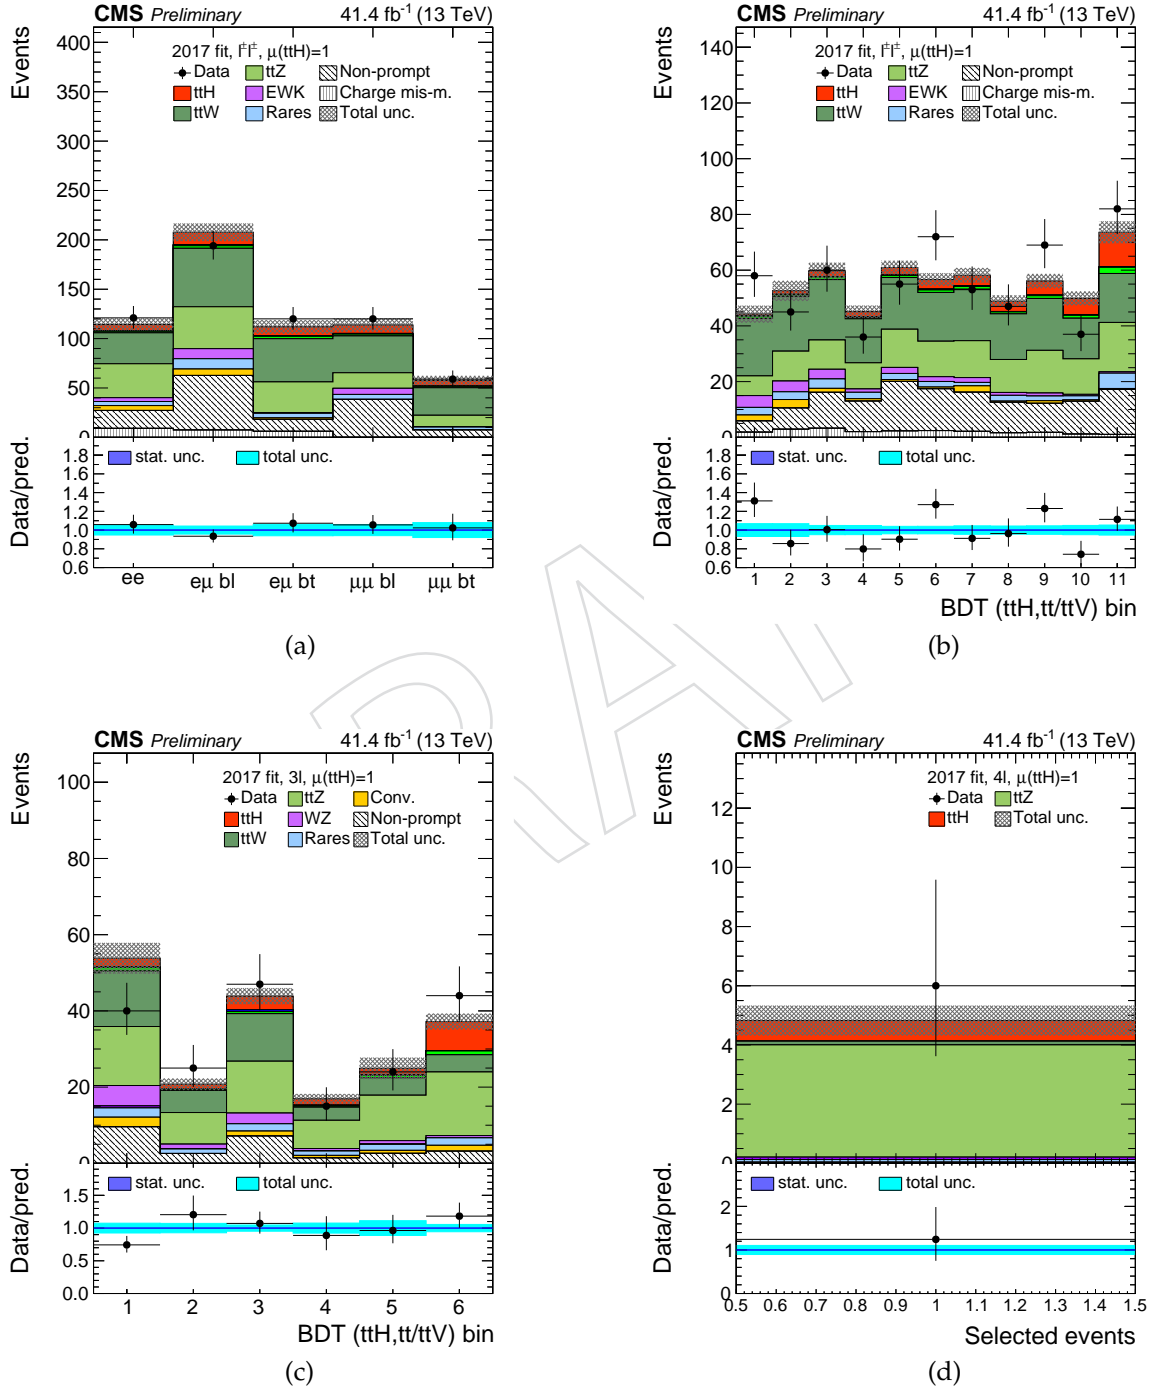 CMS Preliminary 41.4 fb⁻¹ (13 TeV)
Events
400
350
300
250
200
150
100
50
0
2017 fit, l±l±, μ(ttH)=1
Data ttZ Non-prompt
ttH EWK Charge mis-m.
ttW Rares Total unc.
Data/pred.
1.8
1.6
1.4
1.2
1.0
0.8
0.6
stat. unc. total unc.
ee eμ bl eμ bt μμ bl μμ bt
(a)
CMS Preliminary 41.4 fb⁻¹ (13 TeV)
Events
140
120
100
80
60
40
20
0
2017 fit, l±l±, μ(ttH)=1
Data ttZ Non-prompt
ttH EWK Charge mis-m.
ttW Rares Total unc.
Data/pred.
1.8
1.6
1.4
1.2
1.0
0.8
0.6
stat. unc. total unc.
1 2 3 4 5 6 7 8 9 10 11
BDT (ttH,tt/ttV) bin
(b)
DRAFT
CMS Preliminary 41.4 fb⁻¹ (13 TeV)
Events
100
80
60
40
20
0
2017 fit, 3l, μ(ttH)=1
Data ttZ Conv.
ttH WZ Non-prompt
ttW Rares Total unc.
Data/pred.
1.5
1.0
0.5
0.0
stat. unc. total unc.
1 2 3 4 5 6
BDT (ttH,tt/ttV) bin
(c)
CMS Preliminary 41.4 fb⁻¹ (13 TeV)
Events
12
10
8
6
4
2
0
2017 fit, 4l, μ(ttH)=1
Data ttZ
ttH Total unc.
Data/pred.
2
1
0
stat. unc. total unc.
0.5 0.6 0.7 0.8 0.9 1 1.1 1.2 1.3 1.4 1.5
Selected events
(d)